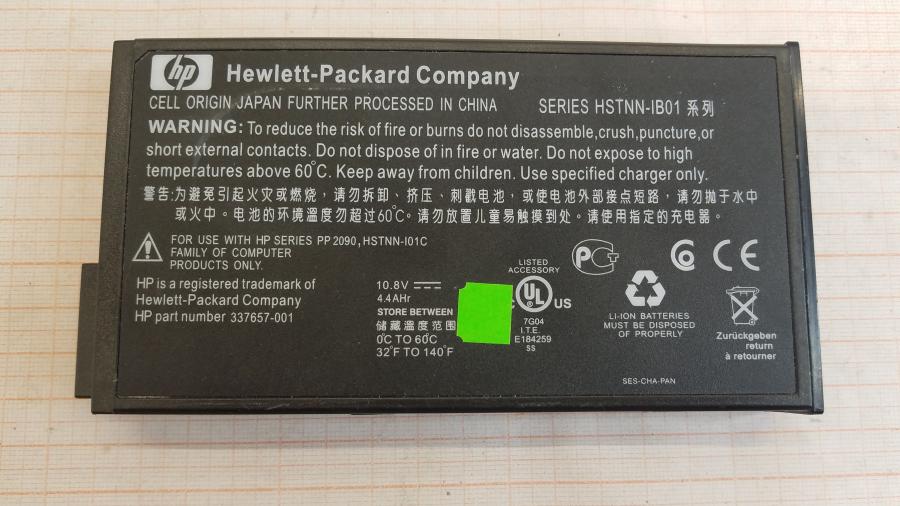 hp Hewlett-Packard Company
CELL ORIGIN JAPAN FURTHER PROCESSED IN CHINA SERIES HSTNN-IB01 系列
WARNING: To reduce the risk of fire or burns do not disassemble,crush,puncture,or
short external contacts. Do not dispose of in fire or water. Do not expose to high
temperatures above 60°C. Keep away from children. Use specified charger only.
警告:为避免引起火灾或燃烧，请勿拆卸、挤压、刺戳电池，或使电池外部接点短路，请勿抛于水中
或火中。电池的环境溫度勿超过60°C。请勿放置儿童易触摸到处。请使用指定的充电器。
FOR USE WITH HP SERIES PP2090,HSTNN-I01C
FAMILY OF COMPUTER
PRODUCTS ONLY.
HP is a registered trademark of
Hewlett-Packard Company
HP part number 337657-001
10.8V
4.4AHr
STORE BETWEEN
储藏溫度范围
0°C TO 60°C
32°F TO 140°F
LISTED
ACCESSORY
C UL US
7G04
I.T.E.
E184259
SS
PC
CE
LI-ION BATTERIES
MUST BE DISPOSED
OF PROPERLY
Zurückgeben
return
à retourner
SES-CHA-PAN